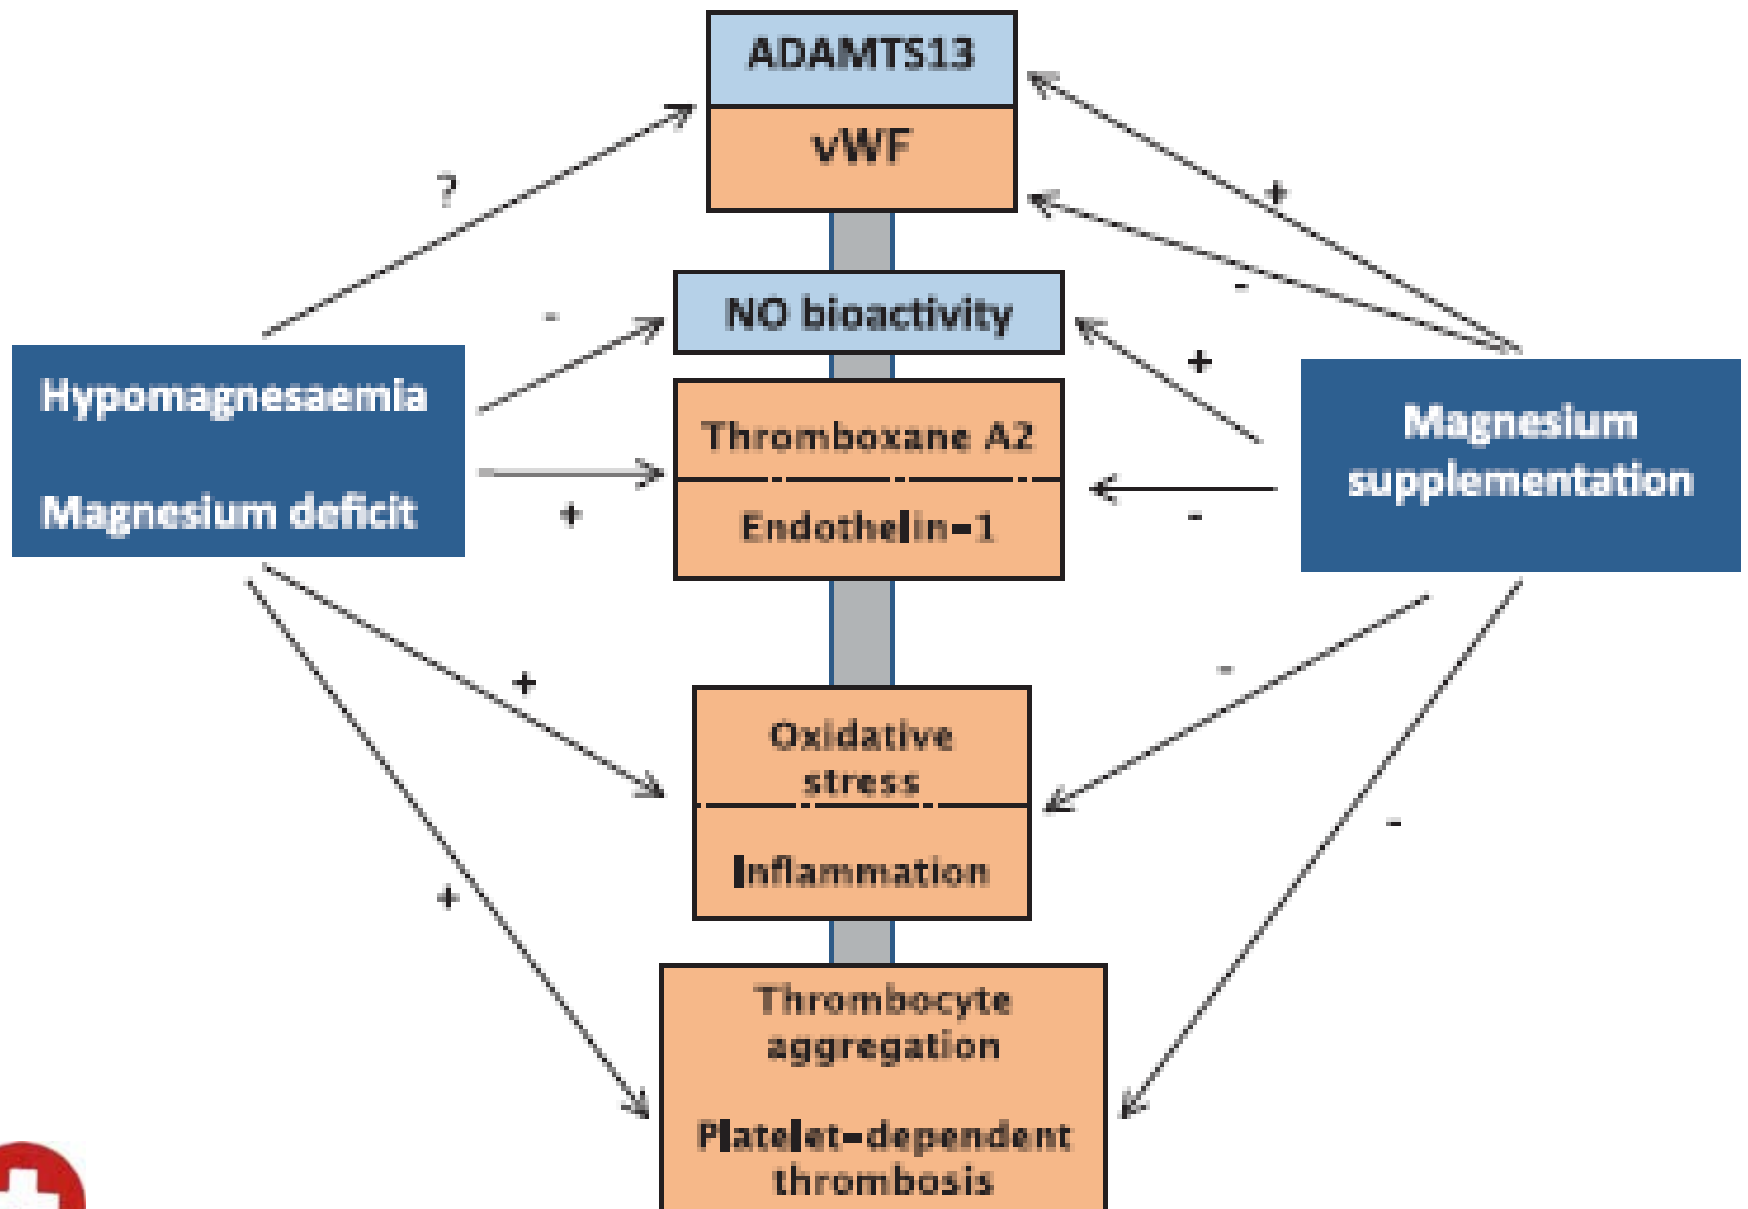 ADAMTS13
vWF
?
+
-
NO bioactivity
-
+
Hypomagnesaemia
Magnesium deficit
Thromboxane A2
Endothelin-1
+
-
Magnesium
supplementation
+
-
Oxidative
stress
Inflammation
+
-
Thrombocyte
aggregation
Platelet-dependent
thrombosis